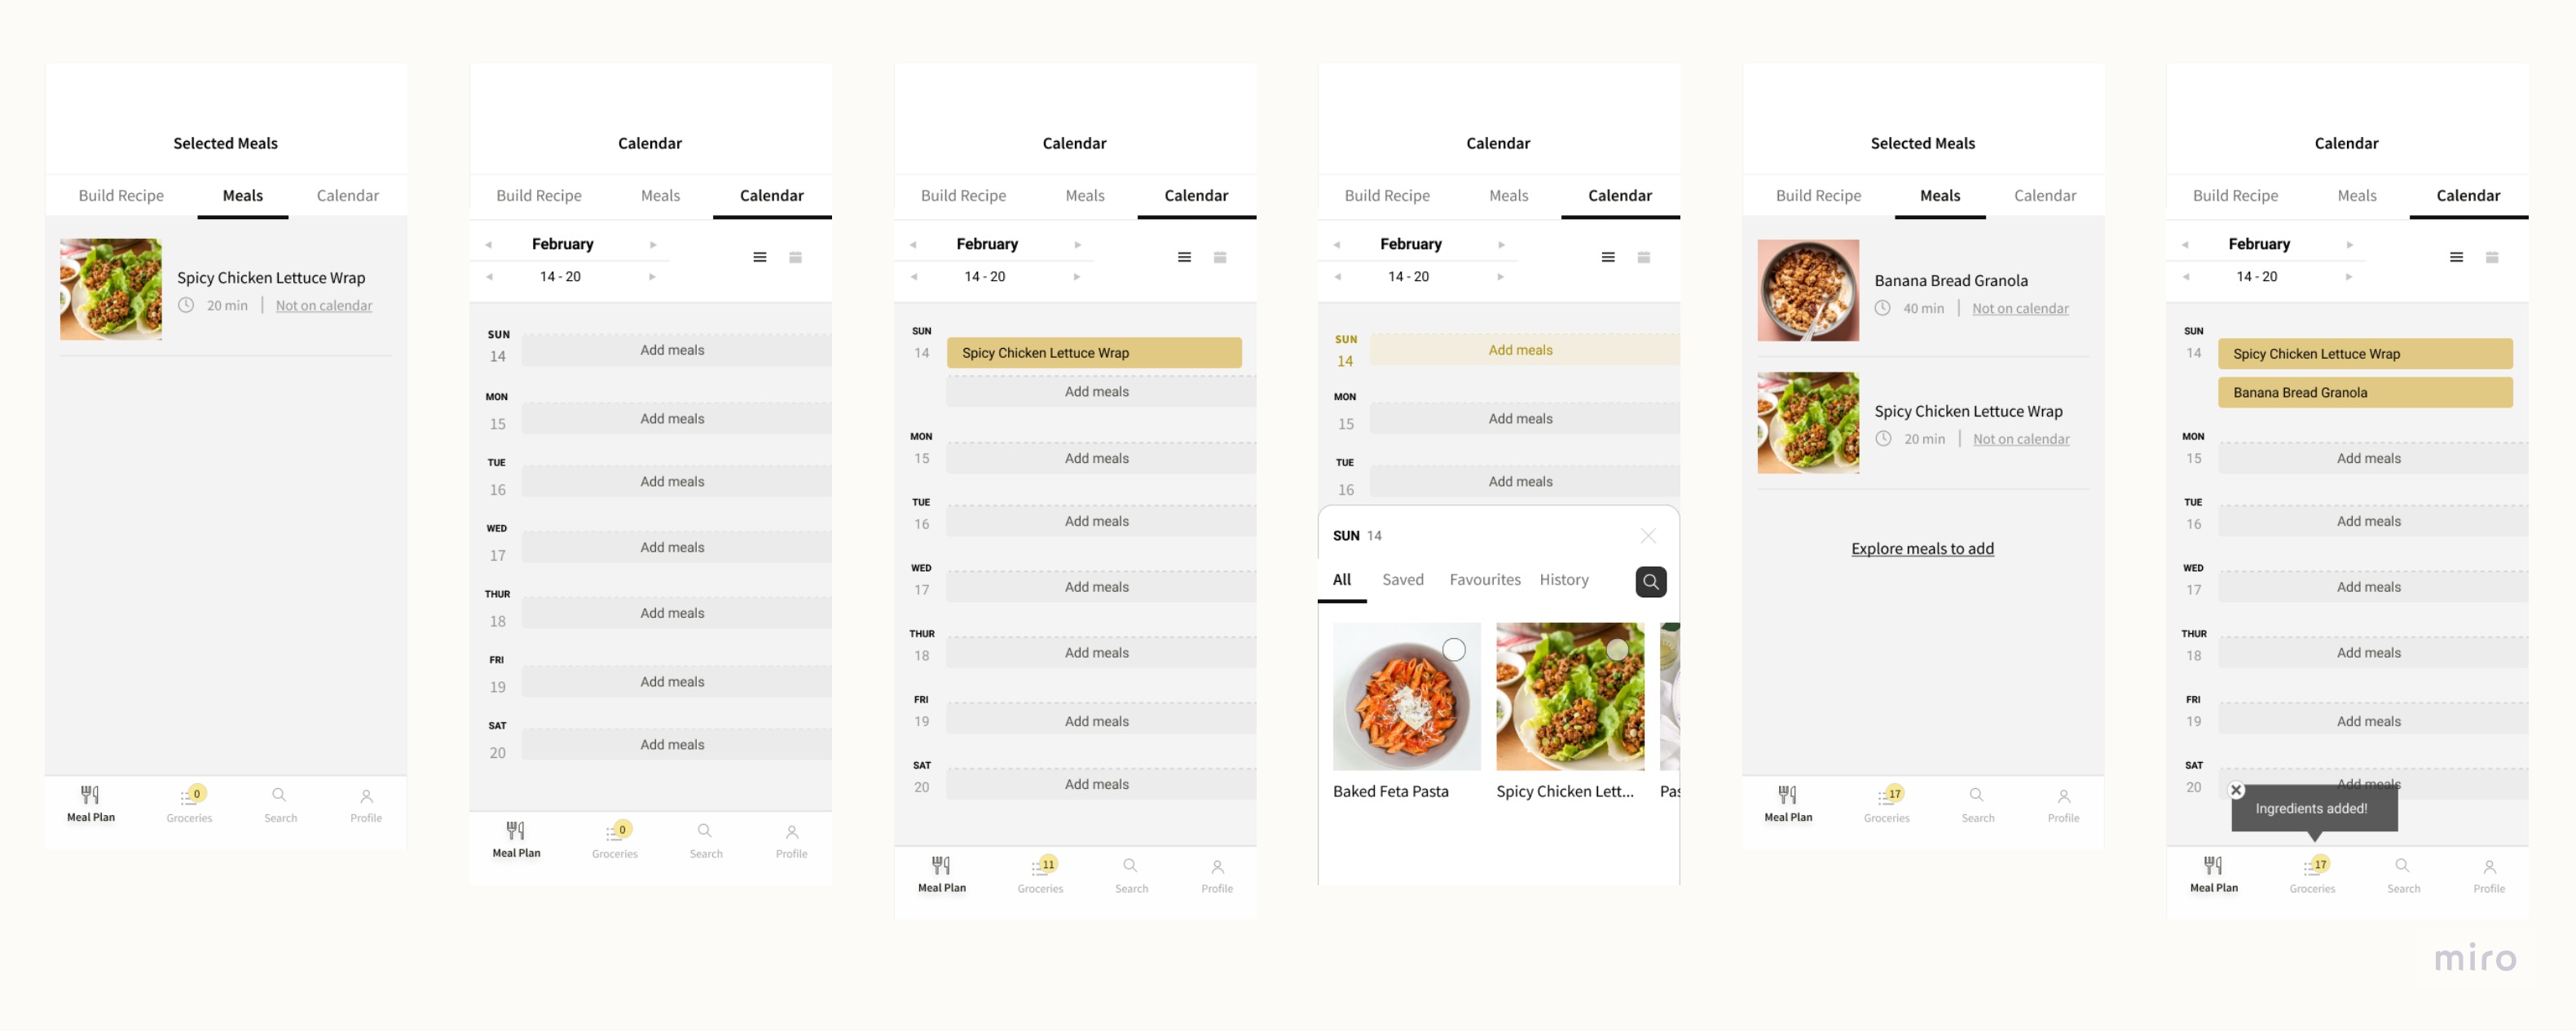 Selected Meals
Build Recipe Meals Calendar
Spicy Chicken Lettuce Wrap
20 min | Not on calendar
Meal Plan
0
Groceries
Search
Profile
Calendar
Build Recipe Meals Calendar
February
14 - 20
SUN
14 Add meals
MON
15 Add meals
TUE
16 Add meals
WED
17 Add meals
THUR
18 Add meals
FRI
19 Add meals
SAT
20 Add meals
Meal Plan
0
Groceries
Search
Profile
Calendar
Build Recipe Meals Calendar
February
14 - 20
SUN
14 Spicy Chicken Lettuce Wrap
Add meals
MON
15 Add meals
TUE
16 Add meals
WED
17 Add meals
THUR
18 Add meals
FRI
19 Add meals
SAT
20 Add meals
Meal Plan
11
Groceries
Search
Profile
Calendar
Build Recipe Meals Calendar
February
14 - 20
SUN
14 Add meals
MON
15 Add meals
TUE
16 Add meals
SUN 14
All Saved Favourites History
Baked Feta Pasta
Spicy Chicken Lett...
Pas
Selected Meals
Build Recipe Meals Calendar
Banana Bread Granola
40 min | Not on calendar
Spicy Chicken Lettuce Wrap
20 min | Not on calendar
Explore meals to add
Meal Plan
17
Groceries
Search
Profile
Calendar
Build Recipe Meals Calendar
February
14 - 20
SUN
14 Spicy Chicken Lettuce Wrap
Banana Bread Granola
MON
15 Add meals
TUE
16 Add meals
WED
17 Add meals
THUR
18 Add meals
FRI
19 Add meals
SAT
20 Add meals
Ingredients added!
Meal Plan
17
Groceries
Search
Profile
miro